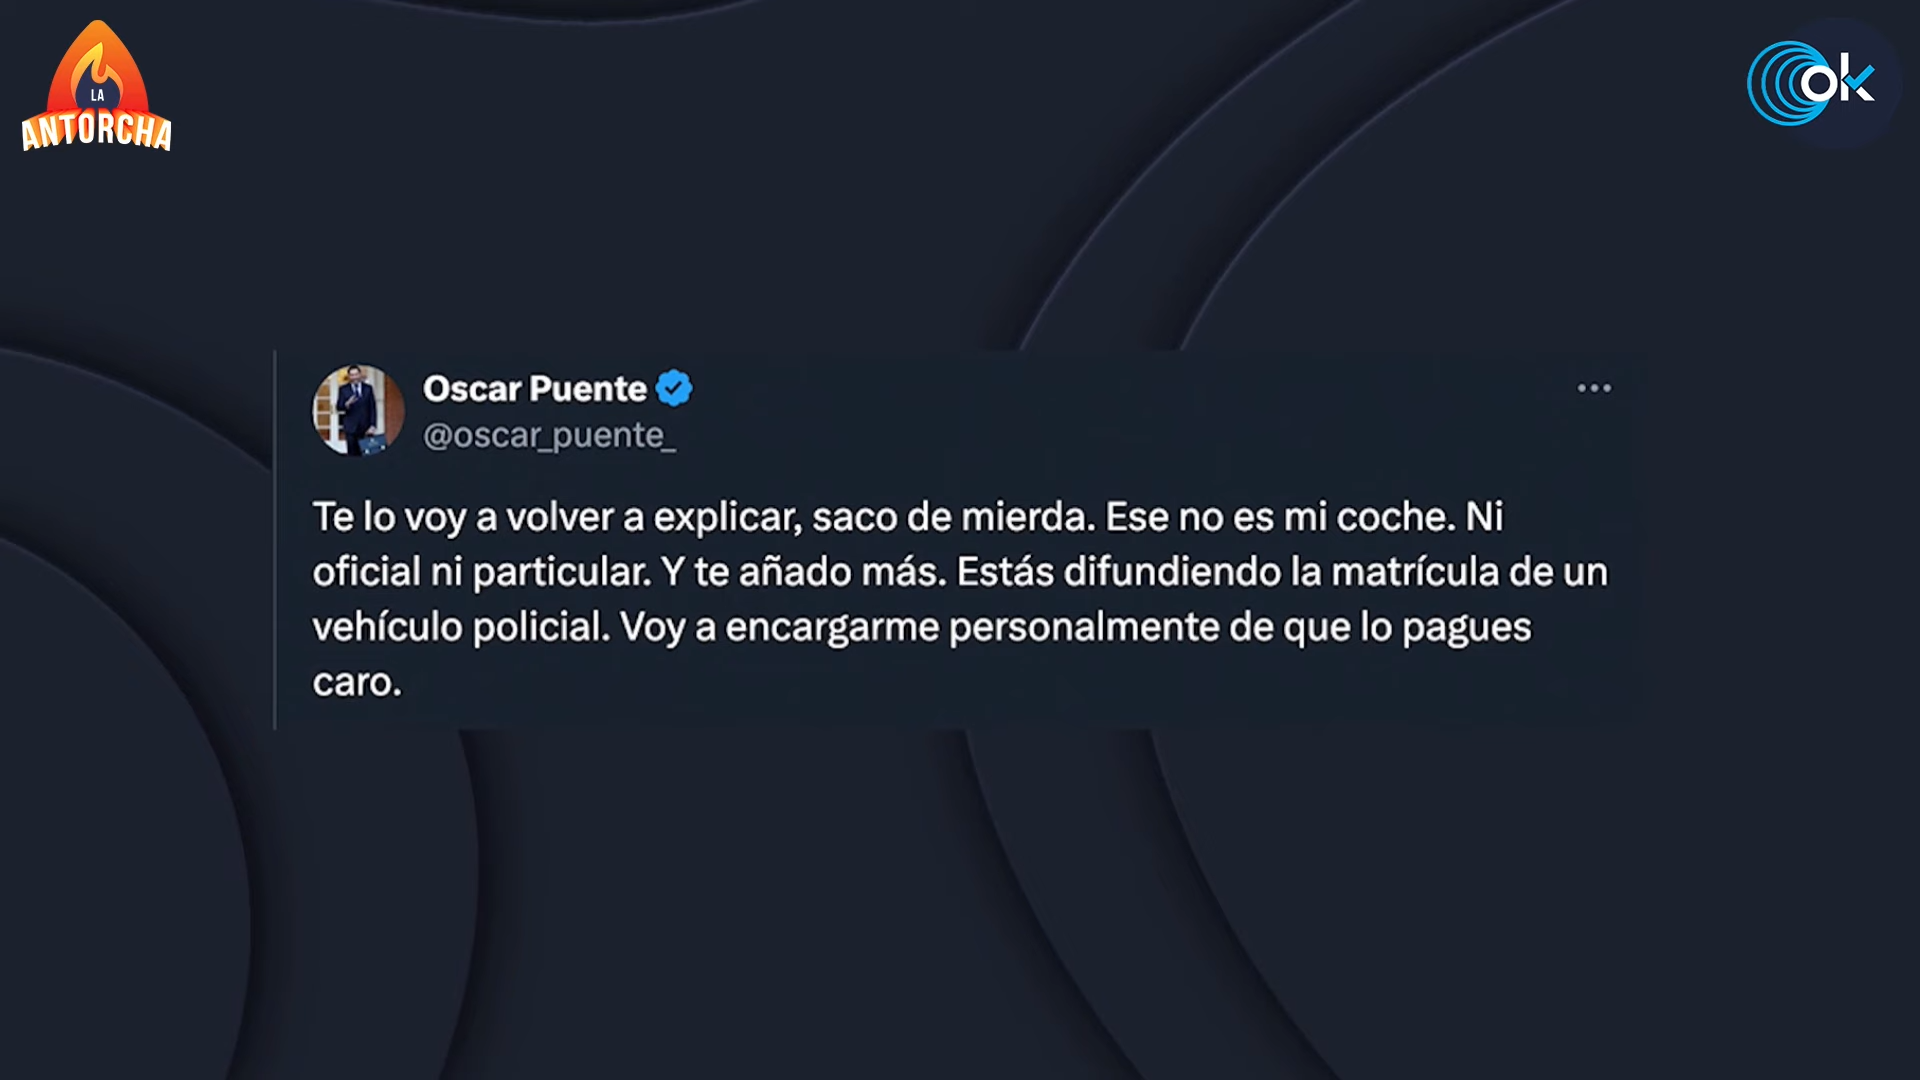 LA
ANTORCHA
ok
Oscar Puente
@oscar_puente_
Te lo voy a volver a explicar, saco de mierda. Ese no es mi coche. Ni
oficial ni particular. Y te añado más. Estás difundiendo la matrícula de un
vehículo policial. Voy a encargarme personalmente de que lo pagues
caro.